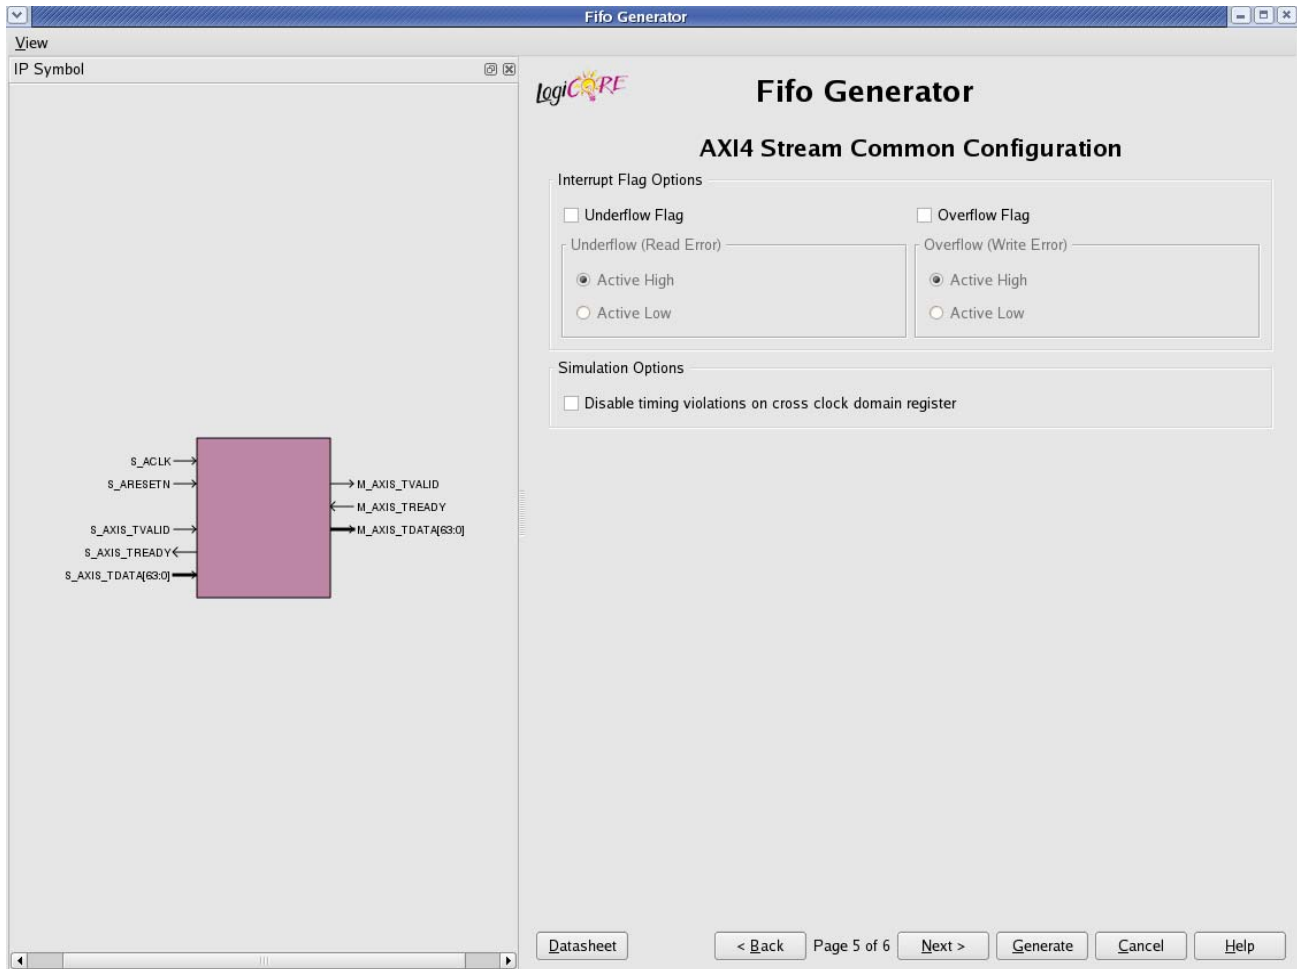 Fifo Generator
View
IP Symbol
S_ACLK
S_ARESETN
S_AXIS_TVALID
S_AXIS_TREADY
S_AXIS_TDATA[63:0]
M_AXIS_TVALID
M_AXIS_TREADY
M_AXIS_TDATA[63:0]
LogiCORE
Fifo Generator
AXI4 Stream Common Configuration
Interrupt Flag Options
Underflow Flag
Overflow Flag
Underflow (Read Error)
Overflow (Write Error)
Active High
Active High
Active Low
Active Low
Simulation Options
Disable timing violations on cross clock domain register
Datasheet
< Back
Page 5 of 6
Next >
Generate
Cancel
Help